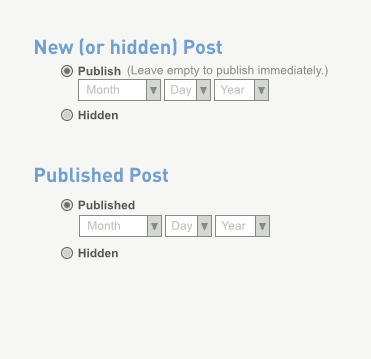 New (or hidden) Post
Publish (Leave empty to publish immediately.)
Month Day Year
Hidden
Published Post
Published
Month Day Year
Hidden